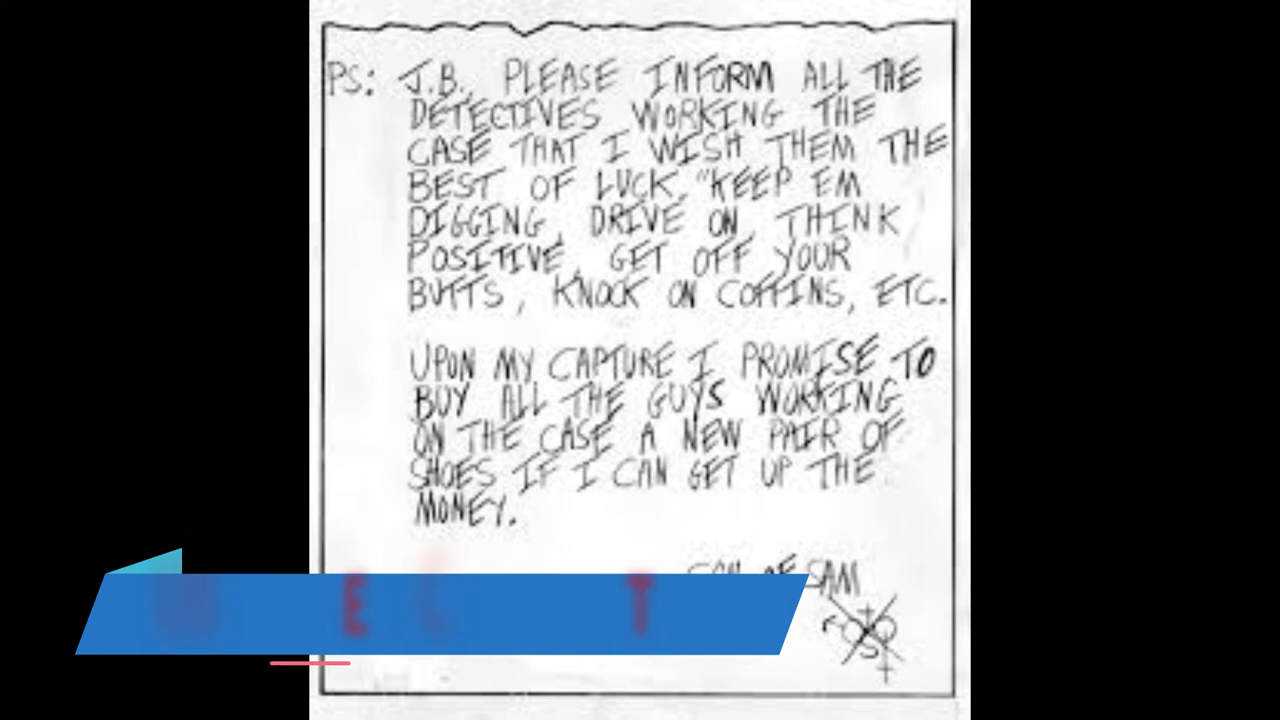 PS: J.B., PLEASE INFORM ALL THE
DETECTIVES WORKING THE
CASE THAT I WISH THEM THE
BEST OF LUCK. "KEEP EM
DIGGING, DRIVE ON, THINK
POSITIVE, GET OFF YOUR
BUTTS, KNOCK ON COFFINS, ETC.
UPON MY CAPTURE I PROMISE TO
BUY ALL THE GUYS WORKING
ON THE CASE A NEW PAIR OF
SHOES IF I CAN GET UP THE
MONEY.
SON OF SAM
E T